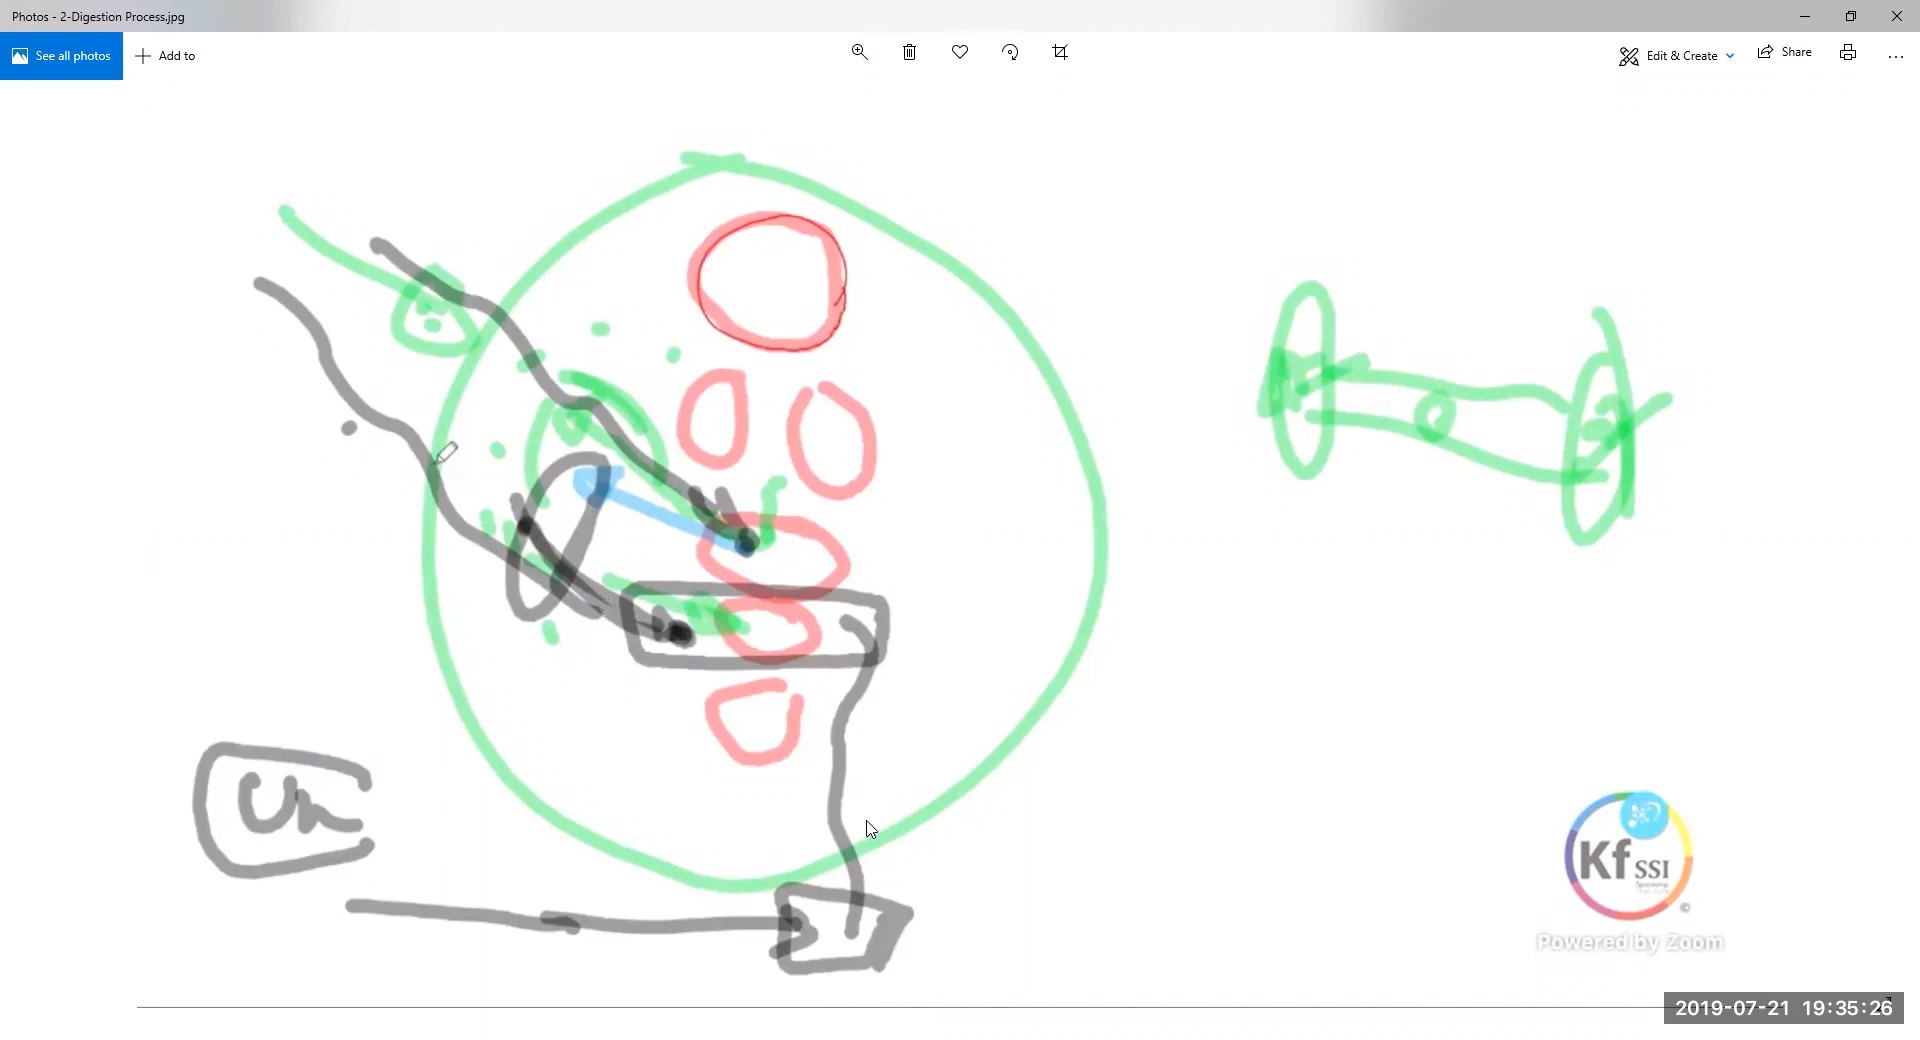 Photos - 2-Digestion Process.jpg
See all photos
Add to
Edit & Create
Share
Kf SSI
Powered by Zoom
2019-07-21 19:35:26